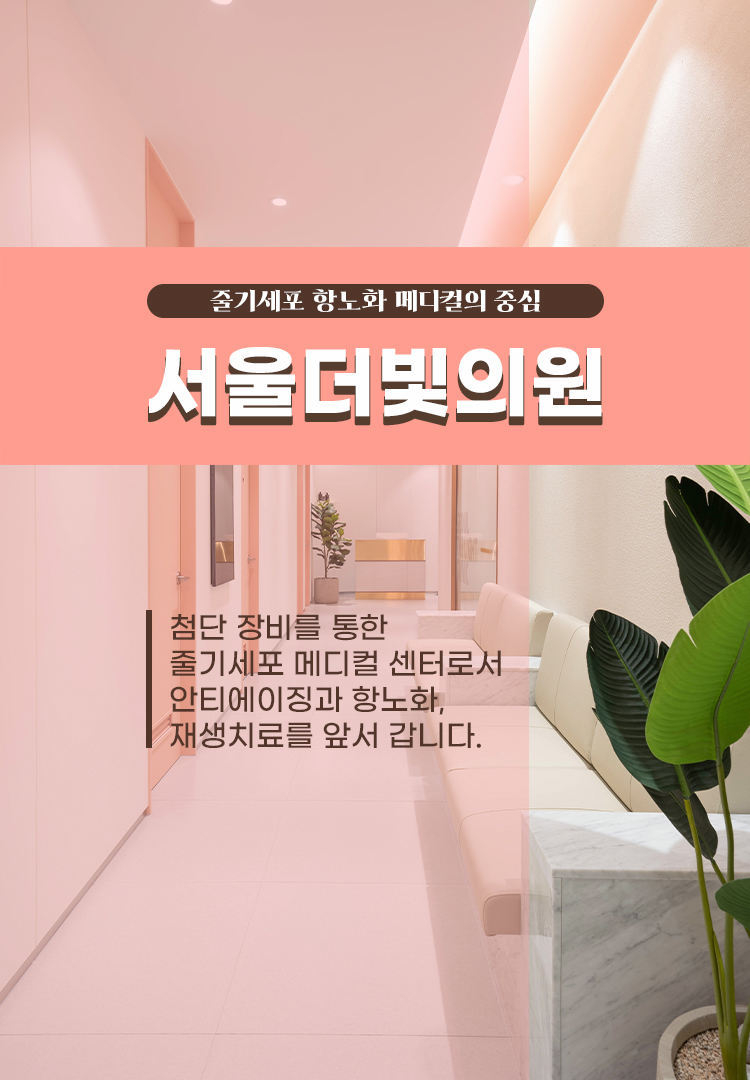 줄기세포 항노화 메디컬의 중심
서울더빛의원
첨단 장비를 통한
줄기세포 메디컬 센터로서
안티에이징과 항노화,
재생치료를 앞서 갑니다.